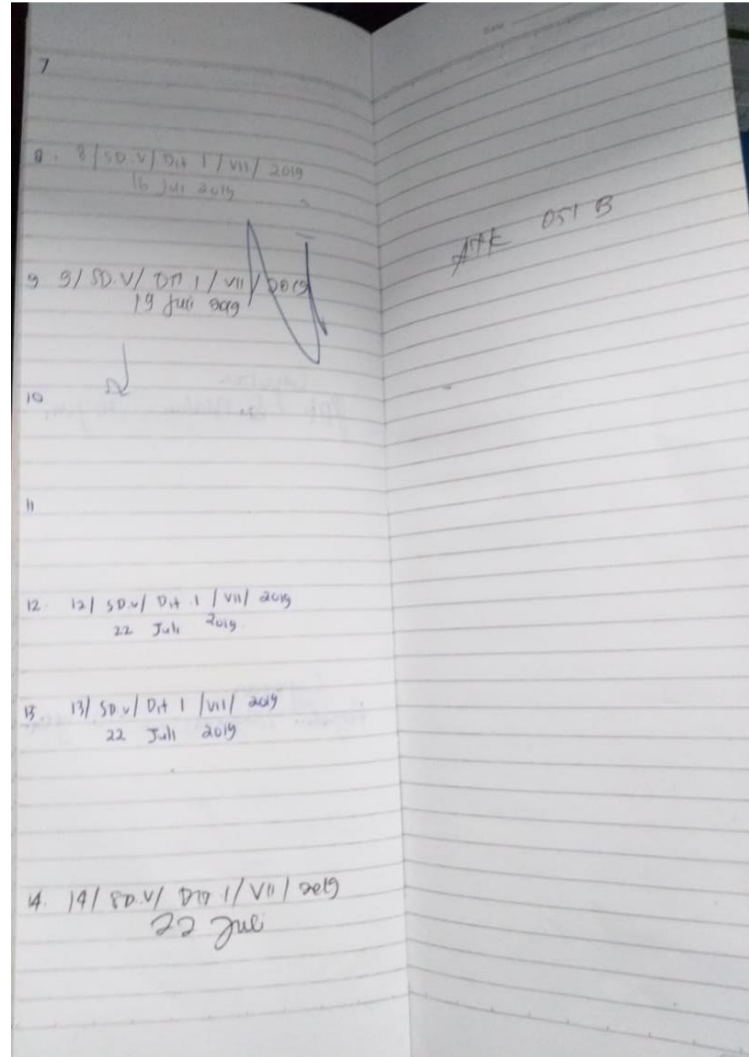 Date
7
8. 8/SD.V/Dit 1/VII/2019
16 Juli 2019
9 9/SD.V/DIT 1/VII/2019
19 Juli 2019
10
11
12. 12/SD.V/Dit.1/VII/2019
22 Juli 2019.
13. 13/SD.V/Dit 1/VII/2019
22 Juli 2019
14. 14/SD.V/DIT 1/VII/2019
22 Juli
ATK 051 B